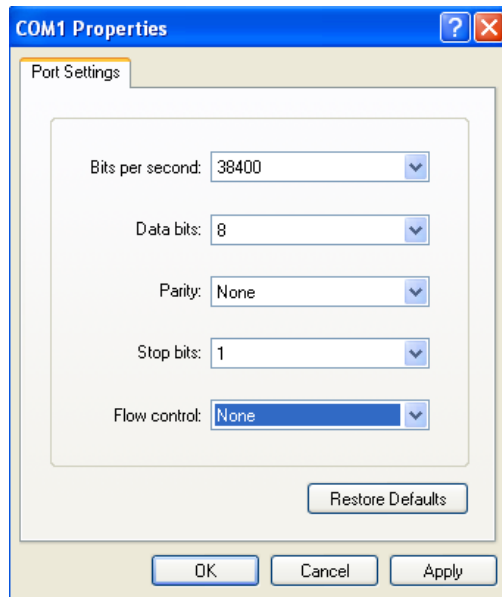 COM1 Properties
Port Settings
Bits per second: 38400
Data bits: 8
Parity: None
Stop bits: 1
Flow control: None
Restore Defaults
OK Cancel Apply